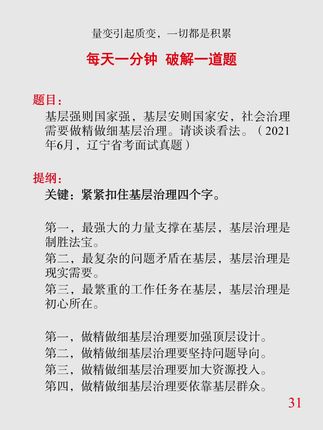 量变引起质变，一切都是积累
每天一分钟 破解一道题
题目：
基层强则国家强，基层安则国家安，社会治理
需要做精做细基层治理。请谈谈看法。（2021
年6月，辽宁省考面试真题）
提纲：
关键：紧紧扣住基层治理四个字。
第一，最强大的力量支撑在基层，基层治理是
制胜法宝。
第二，最复杂的问题矛盾在基层，基层治理是
现实需要。
第三，最繁重的工作任务在基层，基层治理是
初心所在。
第一，做精做细基层治理要加强顶层设计。
第二，做精做细基层治理要坚持问题导向。
第三，做精做细基层治理要加大资源投入。
第四，做精做细基层治理要依靠基层群众。
31